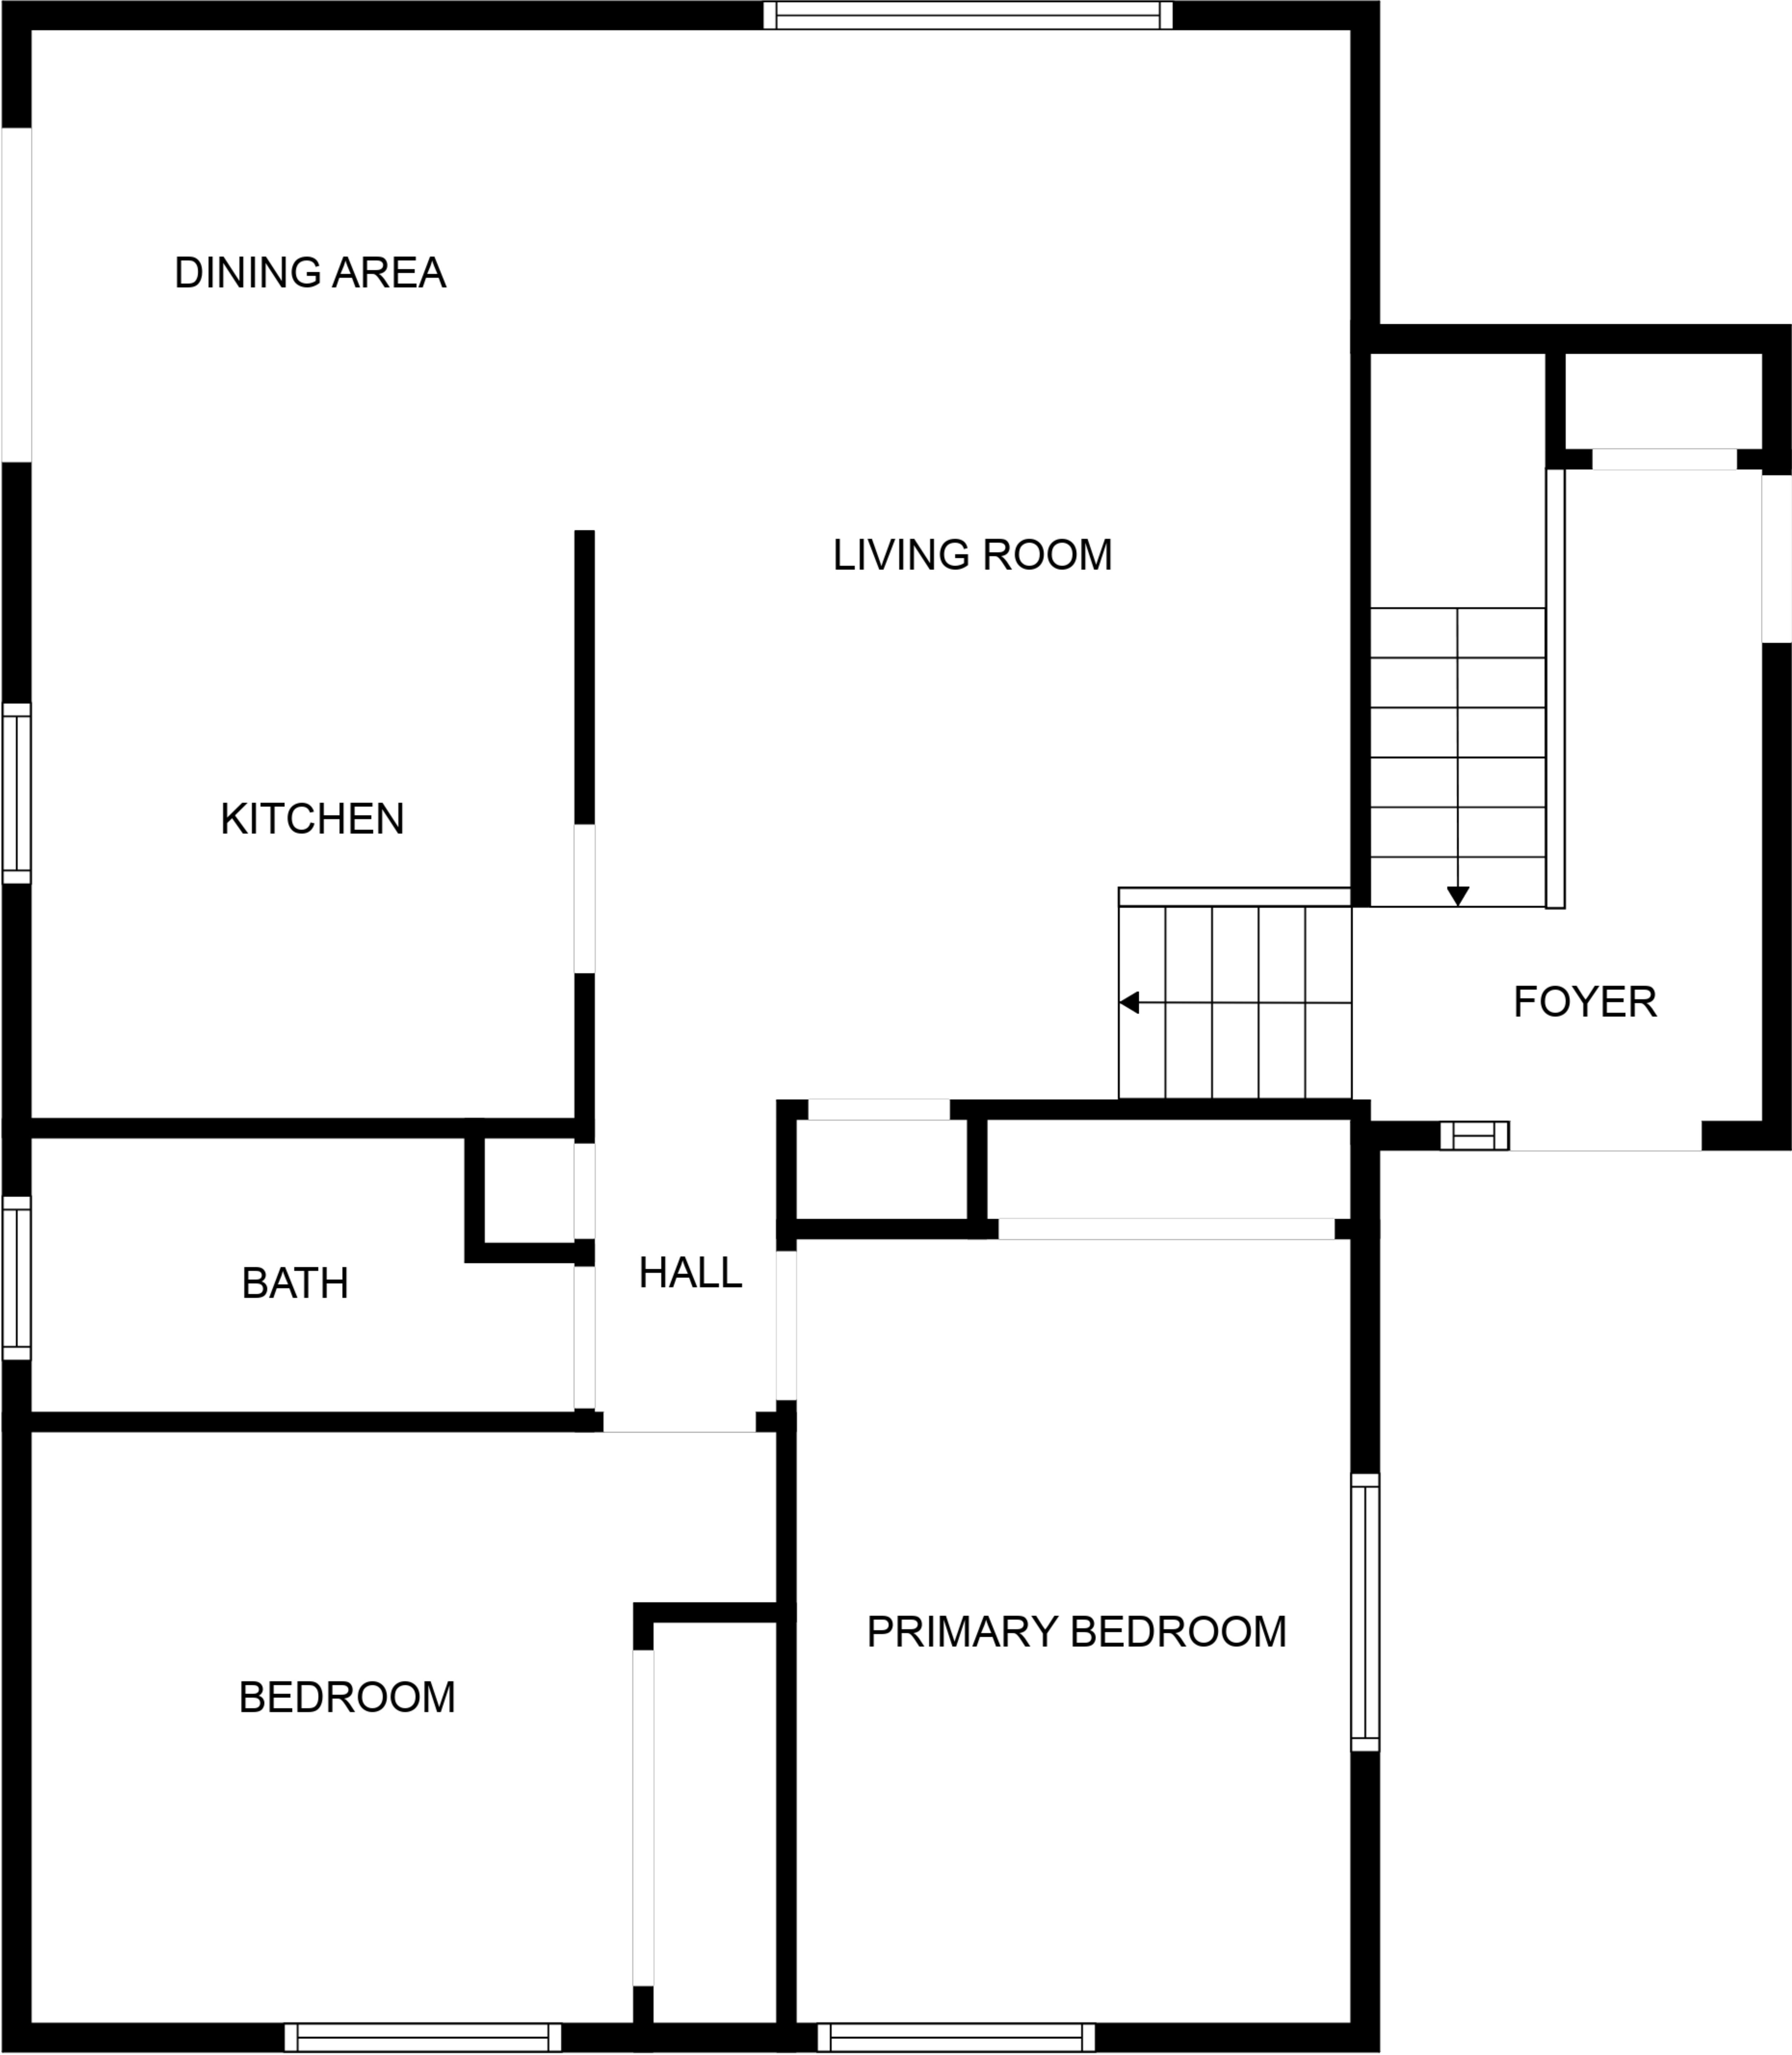 DINING AREA
LIVING ROOM
KITCHEN
FOYER
HALL
BATH
PRIMARY BEDROOM
BEDROOM